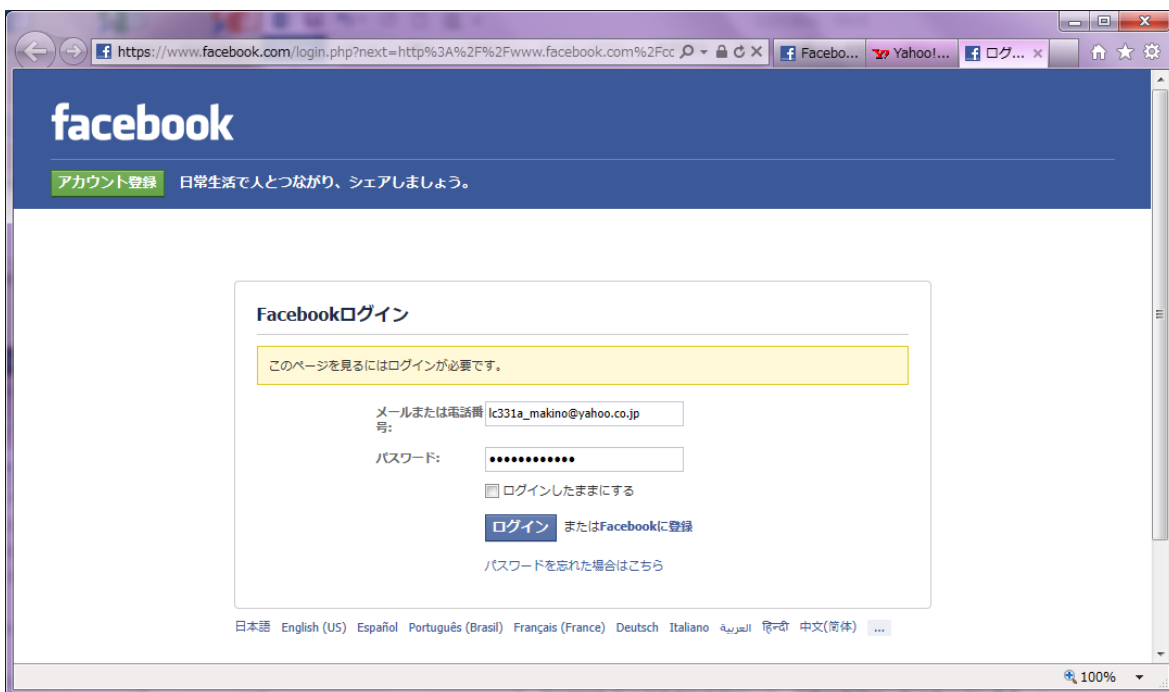 https://www.facebook.com/login.php?next=http%3A%2F%2Fwww.facebook.com%2Fcc
Facebo...
Yahoo!...
ログ...
facebook
アカウント登録 日常生活で人とつながり、シェアしましょう。
Facebookログイン
このページを見るにはログインが必要です。
メールまたは電話番
号:
lc331a_makino@yahoo.co.jp
パスワード: ●●●●●●●●●●●●
ログインしたままにする
ログイン またはFacebookに登録
パスワードを忘れた場合はこちら
日本語 English (US) Español Português (Brasil) Français (France) Deutsch Italiano العربية हिन्दी 中文(简体) ...
100%